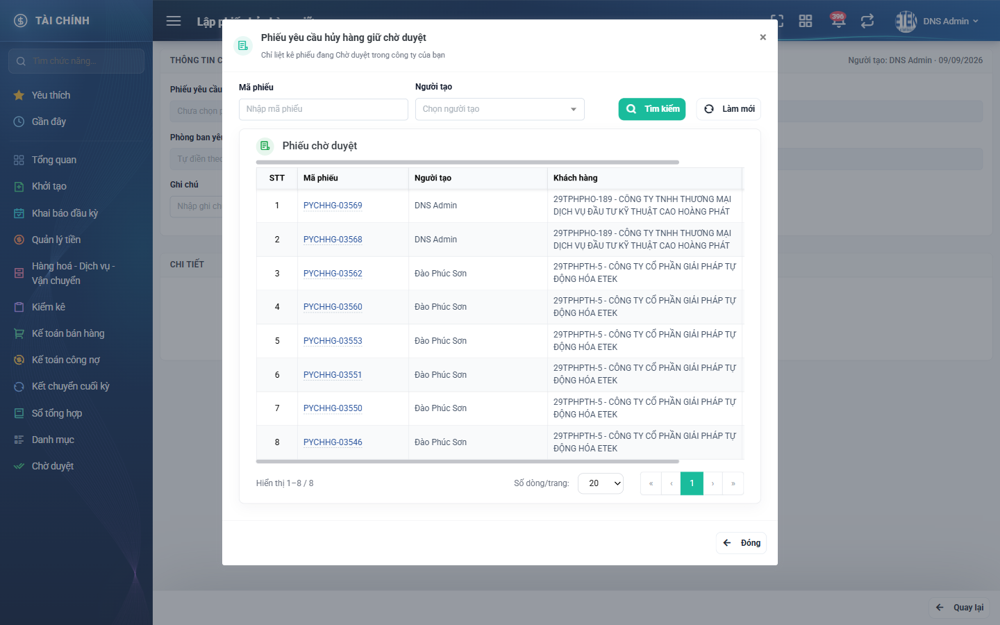 TÀI CHÍNH
Tìm chức năng...
Yêu thích
Gần đây
Tổng quan
Khởi tạo
Khai báo đầu kỳ
Quản lý tiền
Hàng hoá - Dịch vụ -
Vận chuyển
Kiểm kê
Kế toán bán hàng
Kế toán công nợ
Kết chuyển cuối kỳ
Sổ tổng hợp
Danh mục
Chờ duyệt
Lập
396
DNS Admin
THÔNG TIN C
Người tạo: DNS Admin - 09/09/2026
Phiếu yêu cầu
Chưa chọn p
Phòng ban yêu
Tự điền theo
Ghi chú
Nhập ghi ch
CHI TIẾT
Phiếu yêu cầu hủy hàng giữ chờ duyệt
×
Chỉ liệt kê phiếu đang Chờ duyệt trong công ty của bạn
Mã phiếu
Người tạo
Nhập mã phiếu
Chọn người tạo
Tìm kiếm
Làm mới
Phiếu chờ duyệt
STT Mã phiếu Người tạo Khách hàng
1 PYCHHG-03569 DNS Admin 29TPHPHO-189 - CÔNG TY TNHH THƯƠNG MẠI
DỊCH VỤ ĐẦU TƯ KỸ THUẬT CAO HOÀNG PHÁT
2 PYCHHG-03568 DNS Admin 29TPHPHO-189 - CÔNG TY TNHH THƯƠNG MẠI
DỊCH VỤ ĐẦU TƯ KỸ THUẬT CAO HOÀNG PHÁT
3 PYCHHG-03562 Đào Phúc Sơn 29TPHPTH-5 - CÔNG TY CỔ PHẦN GIẢI PHÁP TỰ
ĐỘNG HÓA ETEK
4 PYCHHG-03560 Đào Phúc Sơn 29TPHPTH-5 - CÔNG TY CỔ PHẦN GIẢI PHÁP TỰ
ĐỘNG HÓA ETEK
5 PYCHHG-03553 Đào Phúc Sơn 29TPHPTH-5 - CÔNG TY CỔ PHẦN GIẢI PHÁP TỰ
ĐỘNG HÓA ETEK
6 PYCHHG-03551 Đào Phúc Sơn 29TPHPTH-5 - CÔNG TY CỔ PHẦN GIẢI PHÁP TỰ
ĐỘNG HÓA ETEK
7 PYCHHG-03550 Đào Phúc Sơn 29TPHPTH-5 - CÔNG TY CỔ PHẦN GIẢI PHÁP TỰ
ĐỘNG HÓA ETEK
8 PYCHHG-03546 Đào Phúc Sơn 29TPHPTH-5 - CÔNG TY CỔ PHẦN GIẢI PHÁP TỰ
ĐỘNG HÓA ETEK
Hiển thị 1–8 / 8
Số dòng/trang: 20
« ‹ 1 › »
Đóng
Quay lại